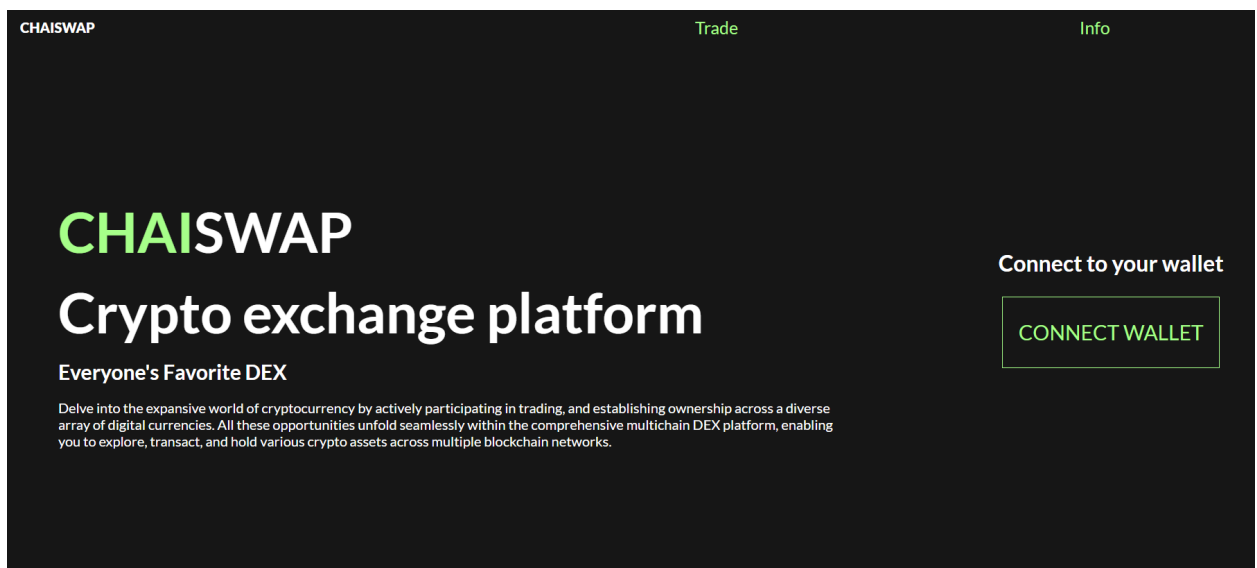 CHAISWAP
Trade
Info
CHAISWAP
Crypto exchange platform
Everyone's Favorite DEX
Delve into the expansive world of cryptocurrency by actively participating in trading, and establishing ownership across a diverse
array of digital currencies. All these opportunities unfold seamlessly within the comprehensive multichain DEX platform, enabling
you to explore, transact, and hold various crypto assets across multiple blockchain networks.
Connect to your wallet
CONNECT WALLET